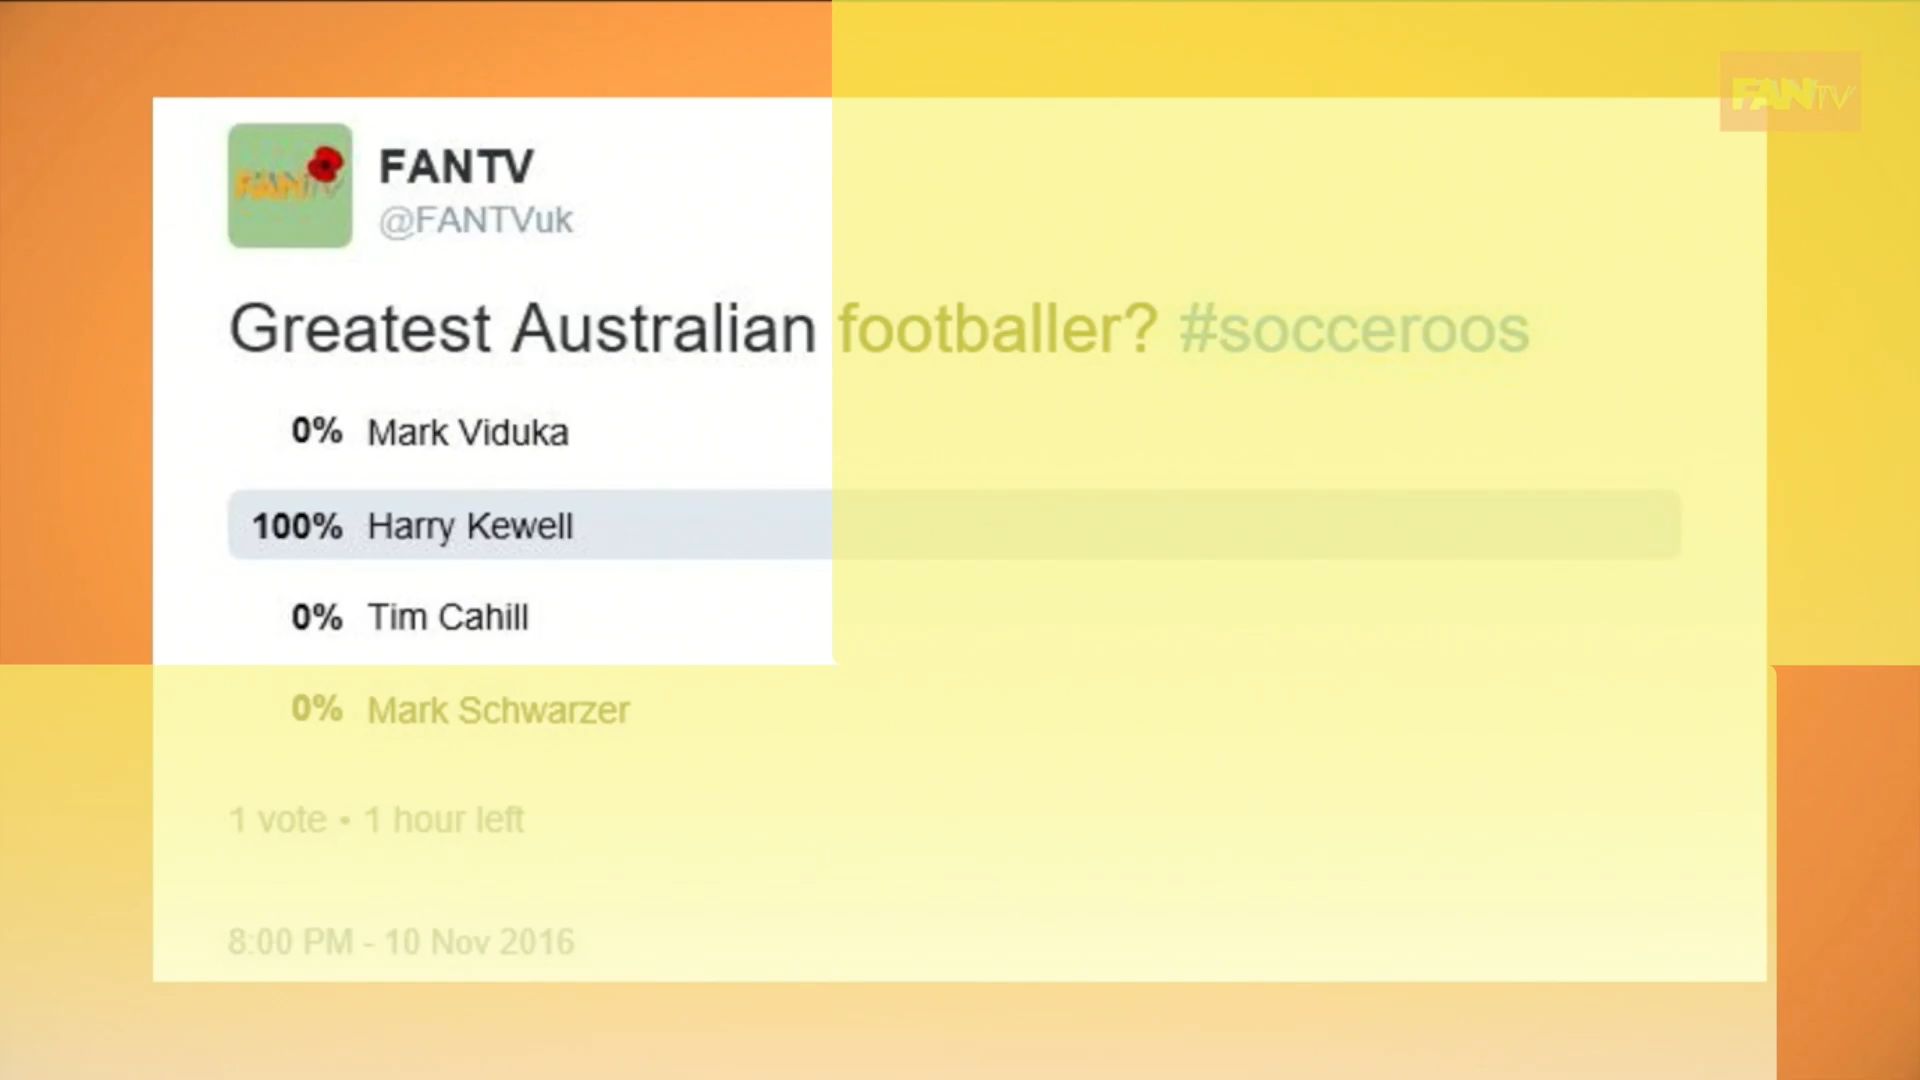 FANTV
FANTV
FANTV
@FANTVuk
Greatest Australian footballer? #socceroos
0% Mark Viduka
100% Harry Kewell
0% Tim Cahill
0% Mark Schwarzer
1 vote • 1 hour left
8:00 PM - 10 Nov 2016